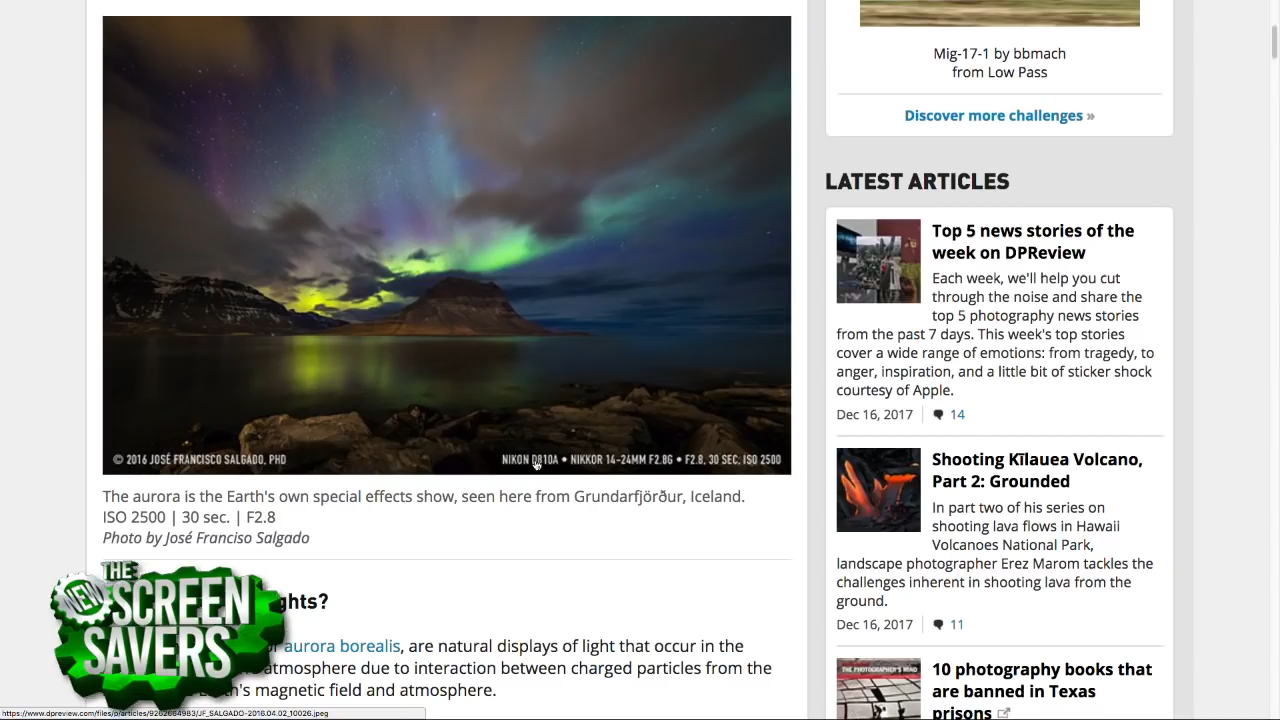 © 2016 JOSÉ FRANCISCO SALGADO, PHD
NIKON D810A • NIKKOR 14-24MM F2.8G • F2.8, 30 SEC, ISO 2500
The aurora is the Earth's own special effects show, seen here from Grundarfjörður, Iceland.
ISO 2500 | 30 sec. | F2.8
Photo by José Franciso Salgado
ghts?
aurora borealis, are natural displays of light that occur in the
atmosphere due to interaction between charged particles from the
's magnetic field and atmosphere.
THE
NEW
SCREEN
SAVERS
https://www.dpreview.com/files/p/articles/9262664983/JF_SALGADO-2016.04.02_10026.jpeg
Mig-17-1 by bbmach
from Low Pass
Discover more challenges »
LATEST ARTICLES
Top 5 news stories of the
week on DPReview
Each week, we'll help you cut
through the noise and share the
top 5 photography news stories
from the past 7 days. This week's top stories
cover a wide range of emotions: from tragedy, to
anger, inspiration, and a little bit of sticker shock
courtesy of Apple.
Dec 16, 2017 14
Shooting Kīlauea Volcano,
Part 2: Grounded
In part two of his series on
shooting lava flows in Hawaii
Volcanoes National Park,
landscape photographer Erez Marom tackles the
challenges inherent in shooting lava from the
ground.
Dec 16, 2017 11
THE PHOTOGRAPHER'S MIND
10 photography books that
are banned in Texas
prisons